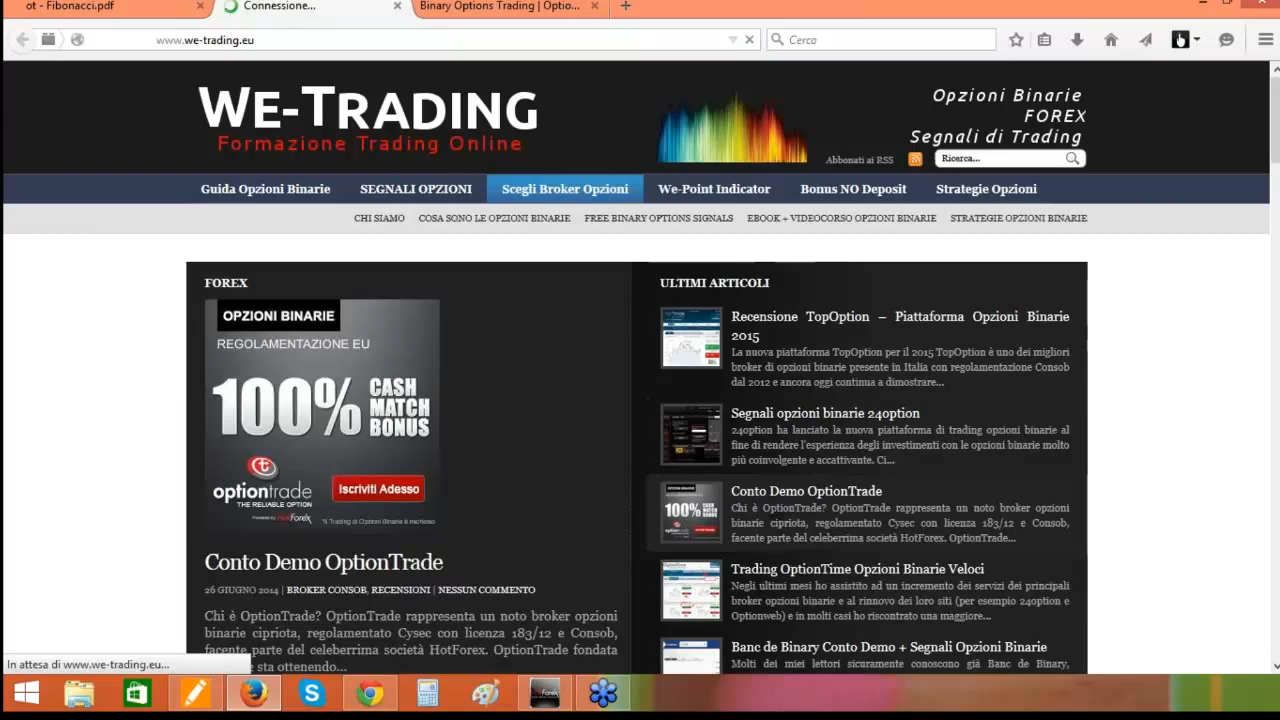 ot - Fibonacci.pdf
Connessione...
Binary Options Trading | Optio...
www.we-trading.eu
Cerca
WE-TRADING
Formazione Trading Online
Opzioni Binarie
FOREX
Segnali di Trading
Abbonati ai RSS
Ricerca...
Guida Opzioni Binarie
SEGNALI OPZIONI
Scegli Broker Opzioni
We-Point Indicator
Bonus NO Deposit
Strategie Opzioni
CHI SIAMO
COSA SONO LE OPZIONI BINARIE
FREE BINARY OPTIONS SIGNALS
EBOOK + VIDEOCORSO OPZIONI BINARIE
STRATEGIE OPZIONI BINARIE
FOREX
OPZIONI BINARIE
REGOLAMENTAZIONE EU
100% CASH MATCH BONUS
optiontrade
THE RELIABLE OPTION
Iscriviti Adesso
Powered by HotForex
*Il Trading di Opzioni Binarie è rischioso
Conto Demo OptionTrade
26 GIUGNO 2014 | BROKER CONSOB, RECENSIONI | NESSUN COMMENTO
Chi è OptionTrade? OptionTrade rappresenta un noto broker opzioni
binarie cipriota, regolamentato Cysec con licenza 183/12 e Consob,
facente parte del celeberrima società HotForex. OptionTrade fondata
e sta ottenendo...
ULTIMI ARTICOLI
Recensione TopOption – Piattaforma Opzioni Binarie
2015
La nuova piattaforma TopOption per il 2015 TopOption è uno dei migliori
broker di opzioni binarie presente in Italia con regolamentazione Consob
dal 2012 e ancora oggi continua a dimostrare...
Segnali opzioni binarie 24option
24option ha lanciato la nuova piattaforma di trading opzioni binarie al
fine di rendere l'esperienza degli investimenti con le opzioni binarie molto
più coinvolgente e accattivante. Ci...
Conto Demo OptionTrade
Chi è OptionTrade? OptionTrade rappresenta un noto broker opzioni
binarie cipriota, regolamentato Cysec con licenza 183/12 e Consob,
facente parte del celeberrima società HotForex. OptionTrade...
Trading OptionTime Opzioni Binarie Veloci
Negli ultimi mesi ho assistito ad un incremento dei servizi dei principali
broker opzioni binarie e al rinnovo dei loro siti (per esempio 24option e
Optionweb) e in molti casi ho riscontrato una maggiore...
Banc de Binary Conto Demo + Segnali Opzioni Binarie
Molti dei miei lettori sicuramente conoscono già Banc de Binary,
In attesa di www.we-trading.eu...